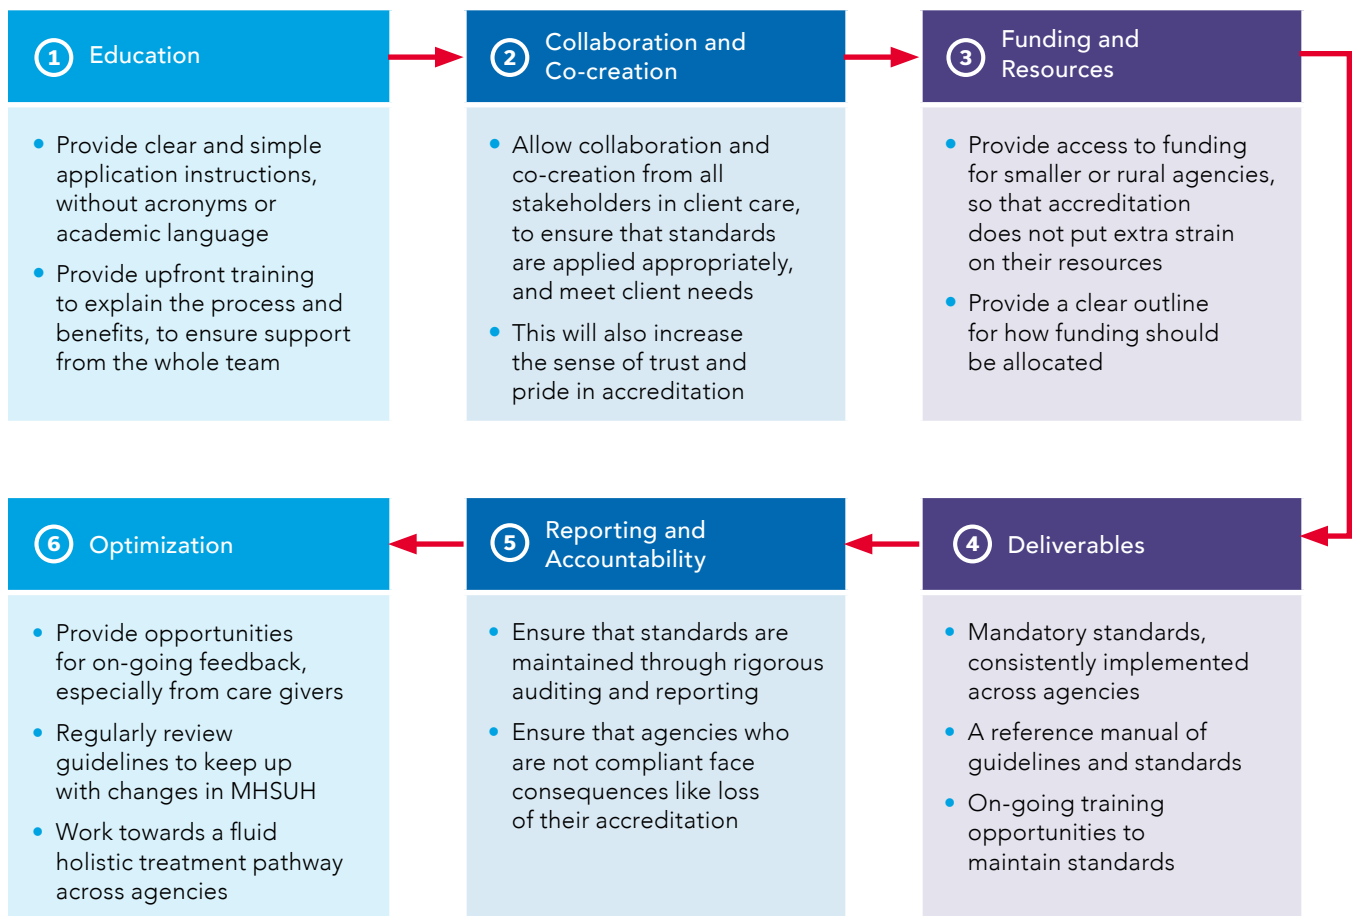 1 Education
• Provide clear and simple
application instructions,
without acronyms or
academic language
• Provide upfront training
to explain the process and
benefits, to ensure support
from the whole team
2 Collaboration and
Co-creation
• Allow collaboration and
co-creation from all
stakeholders in client care,
to ensure that standards
are applied appropriately,
and meet client needs
• This will also increase
the sense of trust and
pride in accreditation
3 Funding and
Resources
• Provide access to funding
for smaller or rural agencies,
so that accreditation
does not put extra strain
on their resources
• Provide a clear outline
for how funding should
be allocated
4 Deliverables
• Mandatory standards,
consistently implemented
across agencies
• A reference manual of
guidelines and standards
• On-going training
opportunities to
maintain standards
5 Reporting and
Accountability
• Ensure that standards are
maintained through rigorous
auditing and reporting
• Ensure that agencies who
are not compliant face
consequences like loss
of their accreditation
6 Optimization
• Provide opportunities
for on-going feedback,
especially from care givers
• Regularly review
guidelines to keep up
with changes in MHSUH
• Work towards a fluid
holistic treatment pathway
across agencies